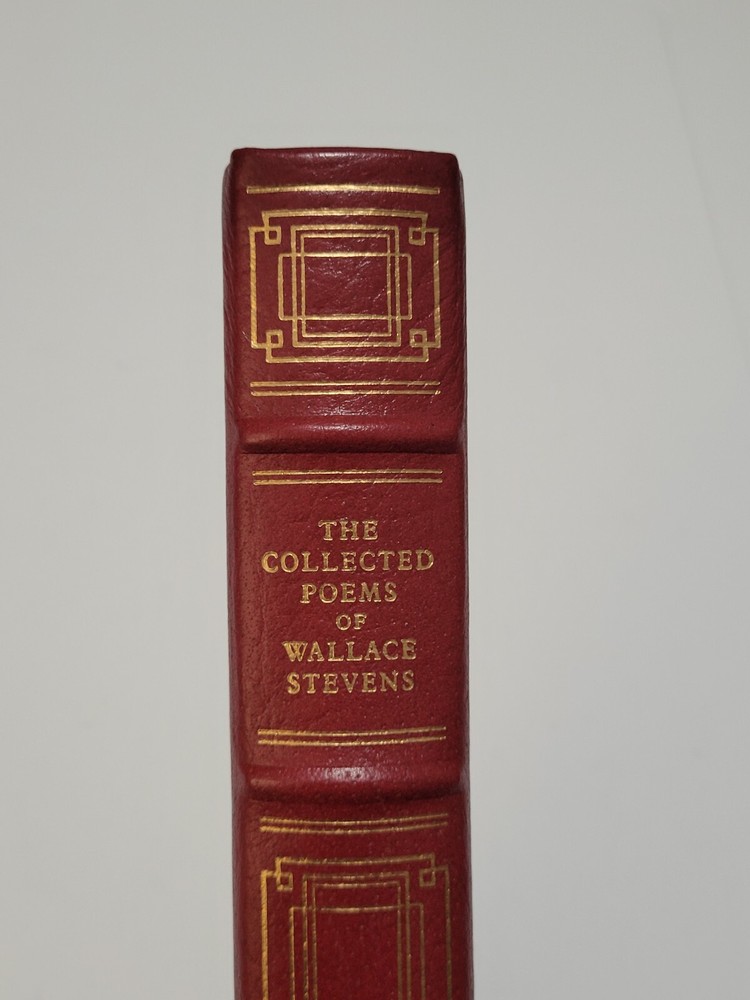 THE
COLLECTED
POEMS
OF
WALLACE
STEVENS